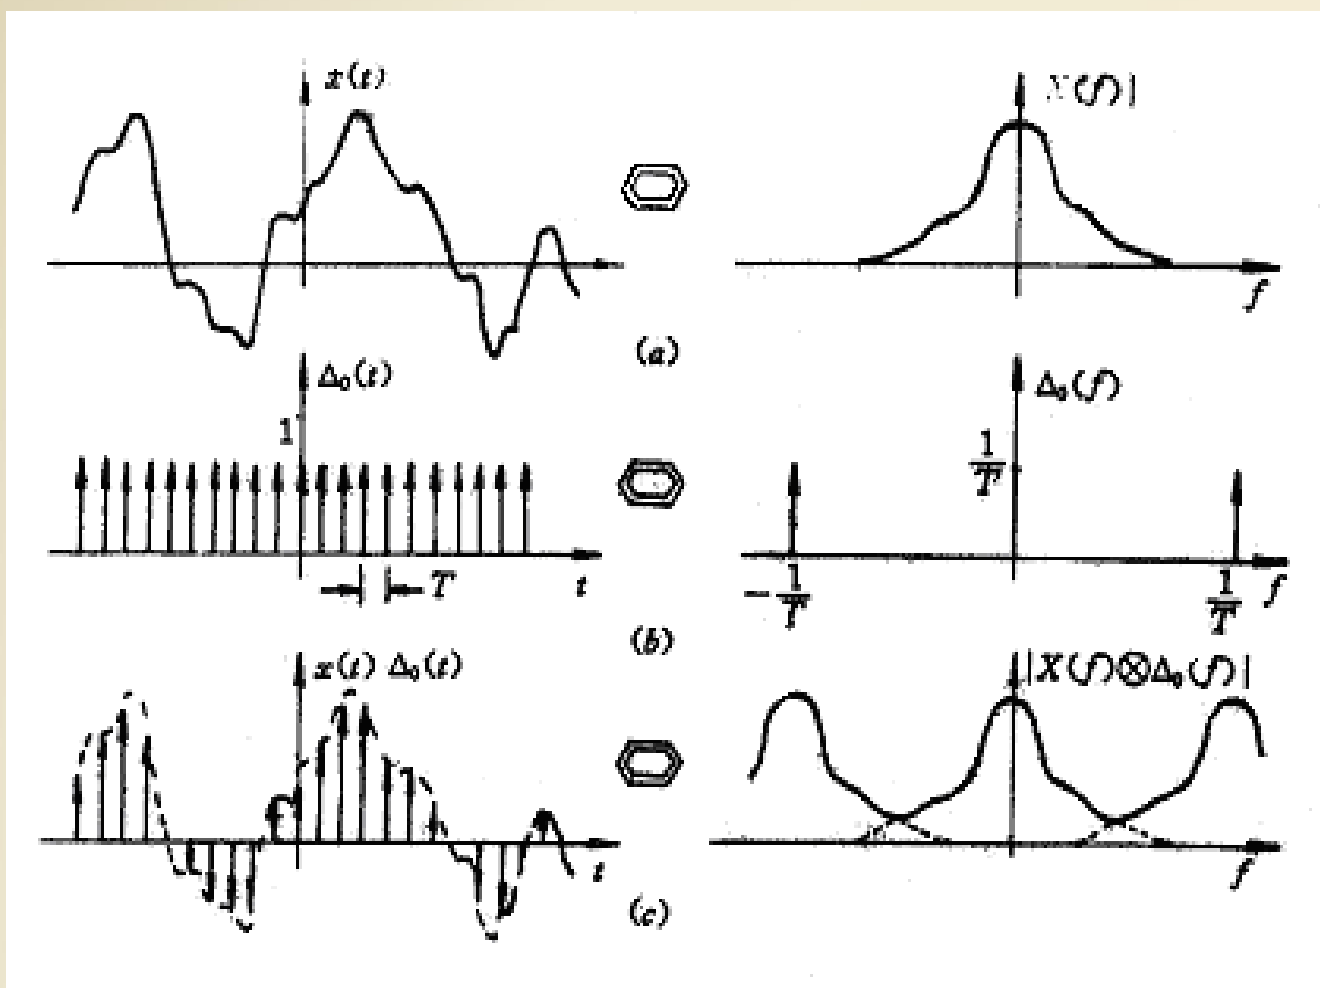 x(t)
(f)|
f
(a)
Δ₀(t)
1
T
t
Δ₀(f)
1/T
-1/T
1/T
f
(b)
x(t) Δ₀(t)
t
|X(f)⊗Δ₀(f)|
f
(c)